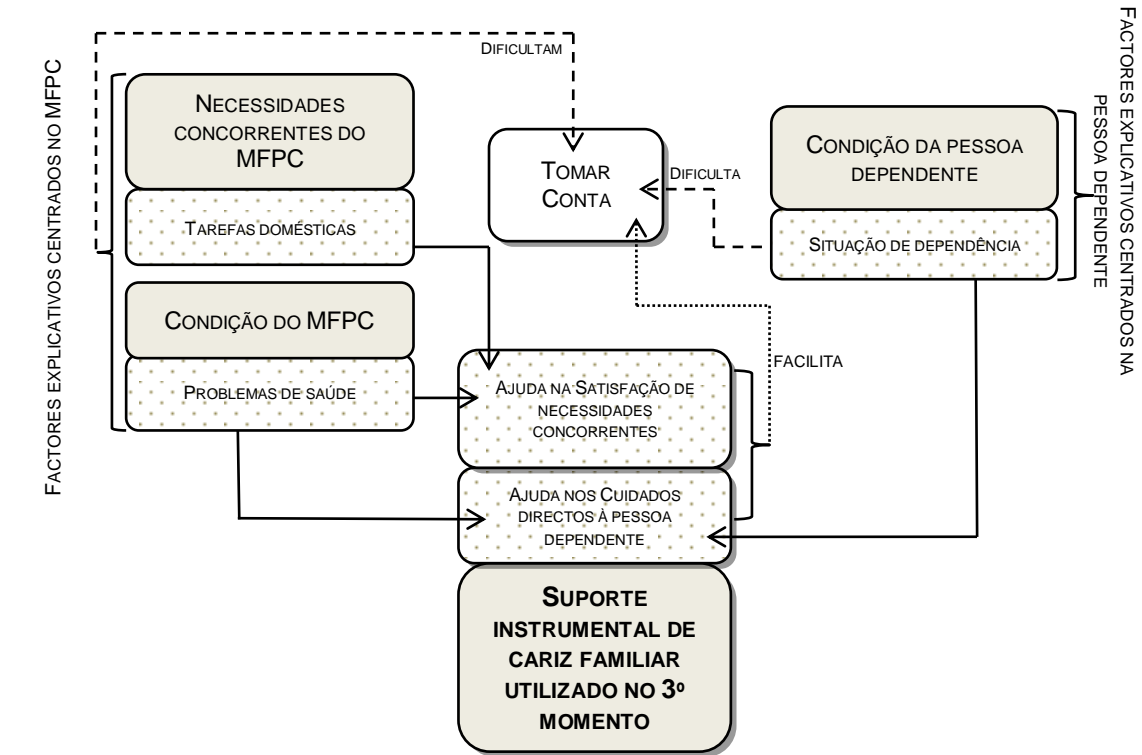 FACTORES EXPLICATIVOS CENTRADOS NO MFPC
DIFICULTAM
NECESSIDADES
CONCORRENTES DO
MFPC
TAREFAS DOMÉSTICAS
CONDIÇÃO DO MFPC
PROBLEMAS DE SAÚDE
TOMAR
CONTA
DIFICULTA
CONDIÇÃO DA PESSOA
DEPENDENTE
SITUAÇÃO DE DEPENDÊNCIA
FACTORES EXPLICATIVOS CENTRADOS NA
PESSOA DEPENDENTE
FACILITA
AJUDA NA SATISFAÇÃO DE
NECESSIDADES
CONCORRENTES
AJUDA NOS CUIDADOS
DIRECTOS À PESSOA
DEPENDENTE
SUPORTE
INSTRUMENTAL DE
CARIZ FAMILIAR
UTILIZADO NO 3º
MOMENTO